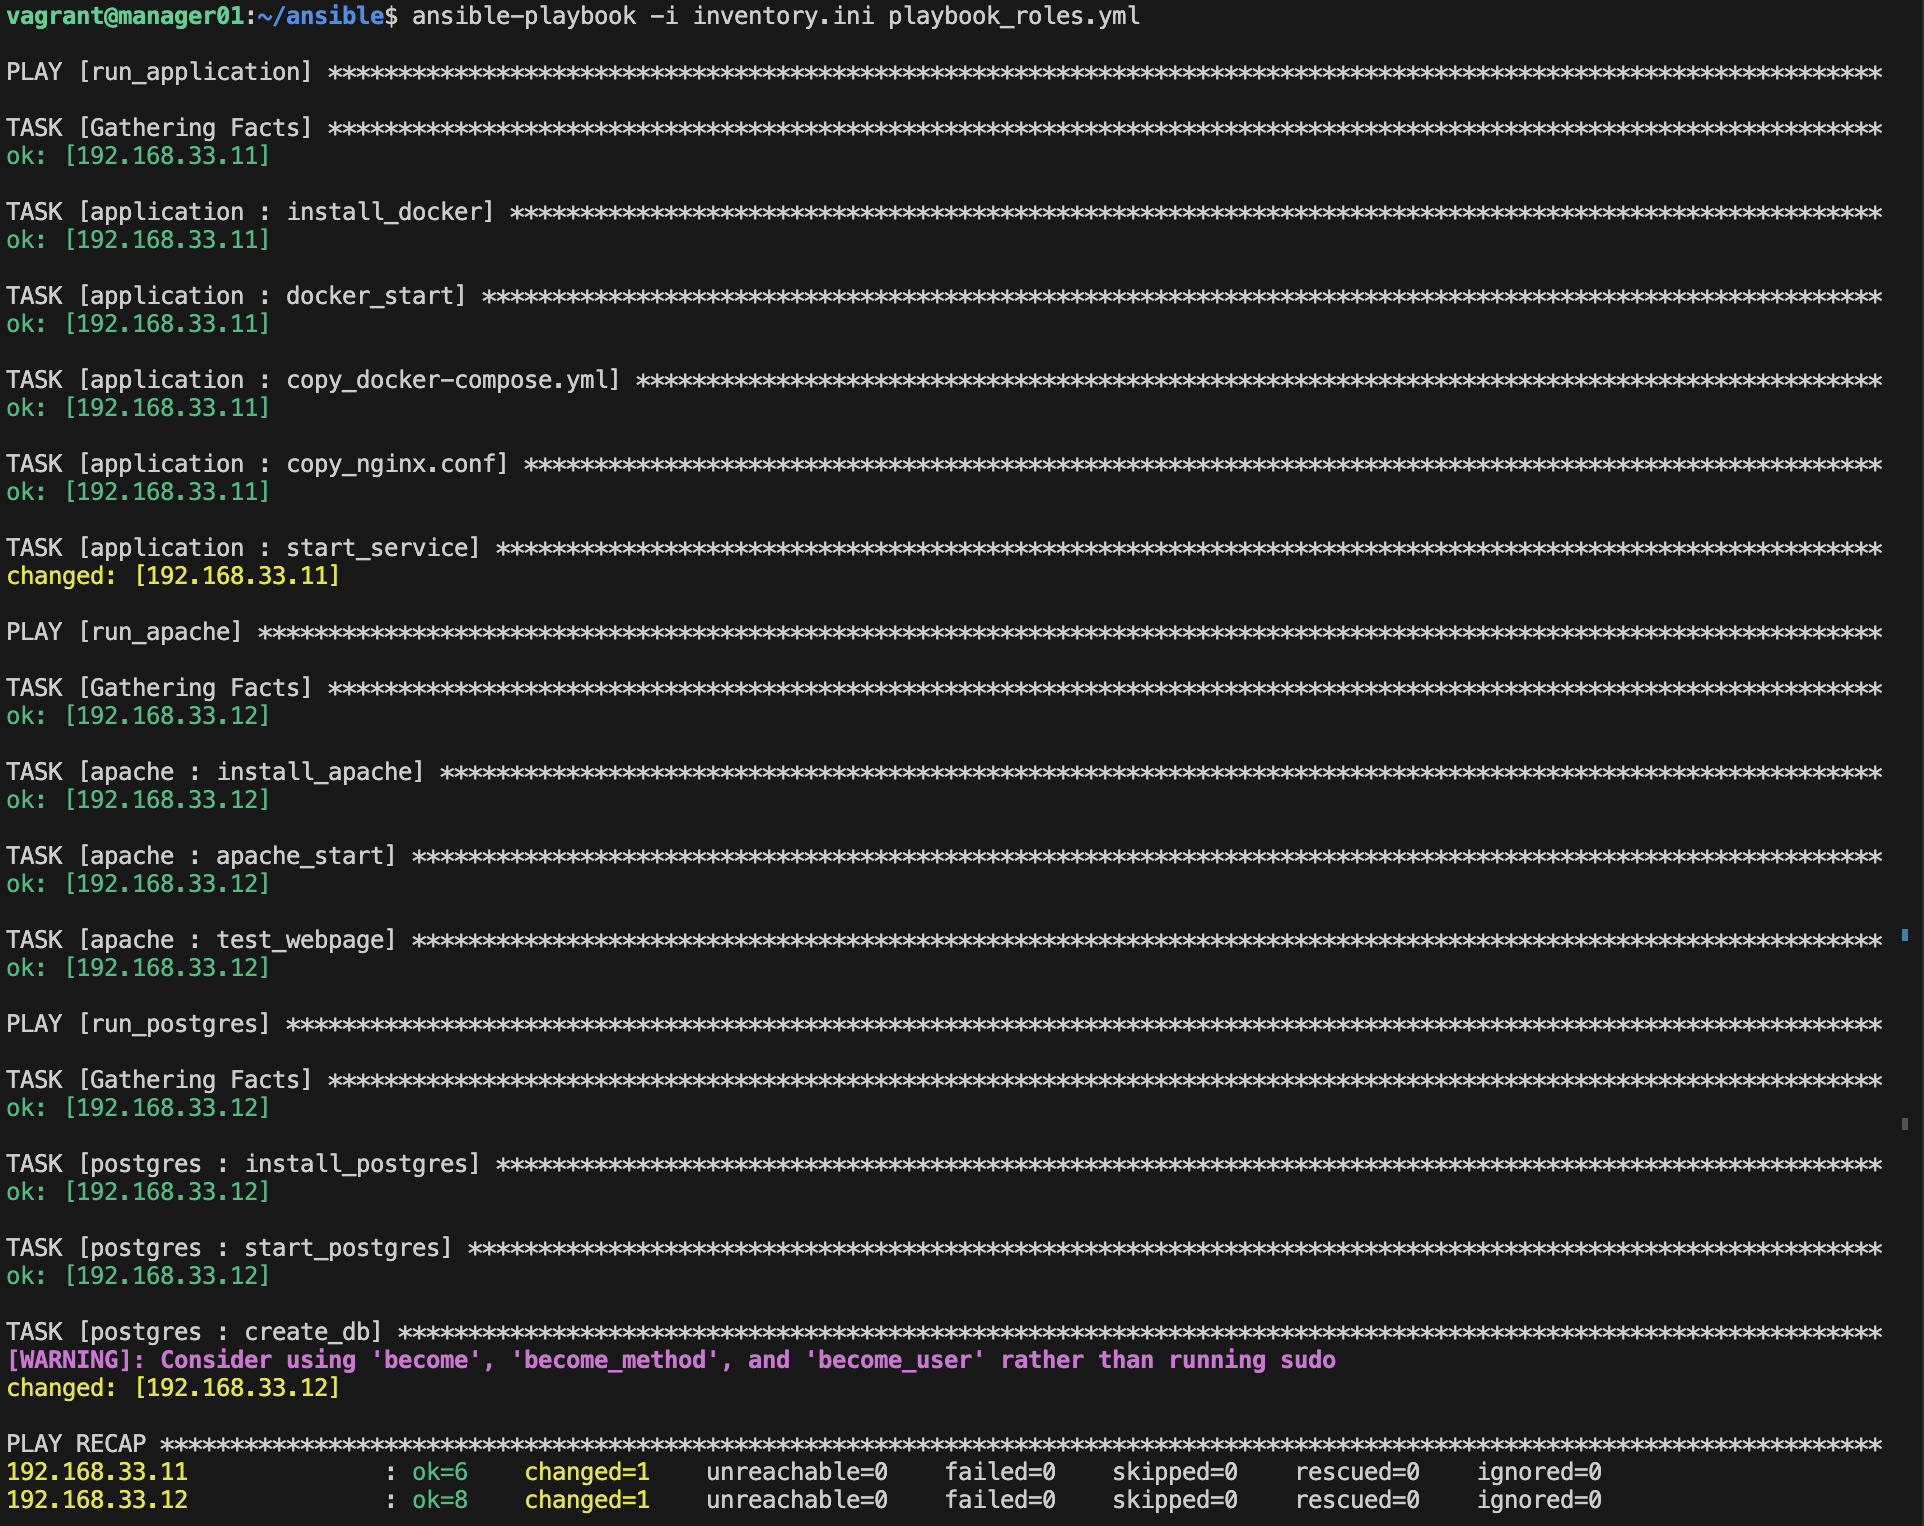 vagrant@manager01:~/ansible$ ansible-playbook -i inventory.ini playbook_roles.yml
PLAY [run_application] ***************************************************************************************************************
TASK [Gathering Facts] ***************************************************************************************************************
ok: [192.168.33.11]
TASK [application : install_docker] **************************************************************************************************
ok: [192.168.33.11]
TASK [application : docker_start] ****************************************************************************************************
ok: [192.168.33.11]
TASK [application : copy_docker-compose.yml] *****************************************************************************************
ok: [192.168.33.11]
TASK [application : copy_nginx.conf] *************************************************************************************************
ok: [192.168.33.11]
TASK [application : start_service] ***************************************************************************************************
changed: [192.168.33.11]
PLAY [run_apache] ********************************************************************************************************************
TASK [Gathering Facts] ***************************************************************************************************************
ok: [192.168.33.12]
TASK [apache : install_apache] *******************************************************************************************************
ok: [192.168.33.12]
TASK [apache : apache_start] *********************************************************************************************************
ok: [192.168.33.12]
TASK [apache : test_webpage] *********************************************************************************************************
ok: [192.168.33.12]
PLAY [run_postgres] ******************************************************************************************************************
TASK [Gathering Facts] ***************************************************************************************************************
ok: [192.168.33.12]
TASK [postgres : install_postgres] ***************************************************************************************************
ok: [192.168.33.12]
TASK [postgres : start_postgres] *****************************************************************************************************
ok: [192.168.33.12]
TASK [postgres : create_db] **********************************************************************************************************
[WARNING]: Consider using 'become', 'become_method', and 'become_user' rather than running sudo
changed: [192.168.33.12]
PLAY RECAP ***************************************************************************************************************************
192.168.33.11              : ok=6    changed=1    unreachable=0    failed=0    skipped=0    rescued=0    ignored=0
192.168.33.12              : ok=8    changed=1    unreachable=0    failed=0    skipped=0    rescued=0    ignored=0